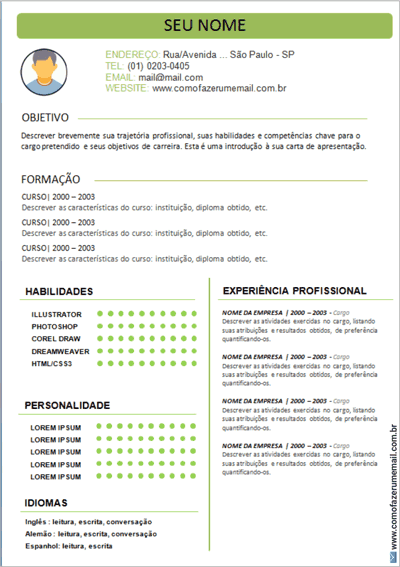 SEU NOME
ENDEREÇO: Rua/Avenida ... São Paulo - SP
TEL: (01) 0203-0405
EMAIL: mail@mail.com
WEBSITE: www.comofazerumemail.com.br
OBJETIVO
Descrever brevemente sua trajetória profissional, suas habilidades e competências chave para o
cargo pretendido e seus objetivos de carreira. Esta é uma introdução à sua carta de apresentação.
FORMAÇÃO
CURSO| 2000 – 2003
Descrever as características do curso: instituição, diploma obtido, etc.
CURSO| 2000 – 2003
Descrever as características do curso: instituição, diploma obtido, etc.
CURSO| 2000 – 2003
Descrever as características do curso: instituição, diploma obtido, etc.
HABILIDADES
ILLUSTRATOR
PHOTOSHOP
COREL DRAW
DREAMWEAVER
HTML/CSS3
PERSONALIDADE
LOREM IPSUM
LOREM IPSUM
LOREM IPSUM
LOREM IPSUM
LOREM IPSUM
IDIOMAS
Inglês : leitura, escrita, conversação
Alemão : leitura, escrita, conversação
Espanhol: leitura, escrita
EXPERIÊNCIA PROFISSIONAL
NOME DA EMPRESA | 2000 – 2003 - Cargo
Descrever as atividades exercidas no cargo, listando
suas atribuições e resultados obtidos, de preferência
quantificando-os.
NOME DA EMPRESA | 2000 – 2003 - Cargo
Descrever as atividades exercidas no cargo, listando
suas atribuições e resultados obtidos, de preferência
quantificando-os.
NOME DA EMPRESA | 2000 – 2003 - Cargo
Descrever as atividades exercidas no cargo, listando
suas atribuições e resultados obtidos, de preferência
quantificando-os.
NOME DA EMPRESA | 2000 – 2003 - Cargo
Descrever as atividades exercidas no cargo, listando
suas atribuições e resultados obtidos, de preferência
quantificando-os.
www.comofazerumemail.com.br